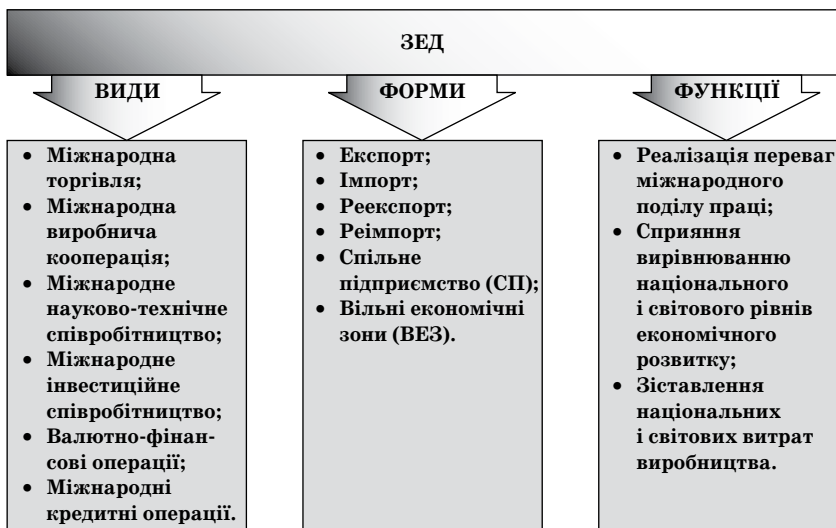 ЗЕД
ВИДИ
• Міжнародна
торгівля;
• Міжнародна
виробнича
кооперація;
• Міжнародне
науково-технічне
співробітництво;
• Міжнародне
інвестиційне
співробітництво;
• Валютно-фінан-
сові операції;
• Міжнародні
кредитні операції.
ФОРМИ
• Експорт;
• Імпорт;
• Реекспорт;
• Реімпорт;
• Спільне
підприємство (СП);
• Вільні економічні
зони (ВЕЗ).
ФУНКЦІЇ
• Реалізація переваг
міжнародного
поділу праці;
• Сприяння
вирівнюванню
національного
і світового рівнів
економічного
розвитку;
• Зіставлення
національних
і світових витрат
виробництва.